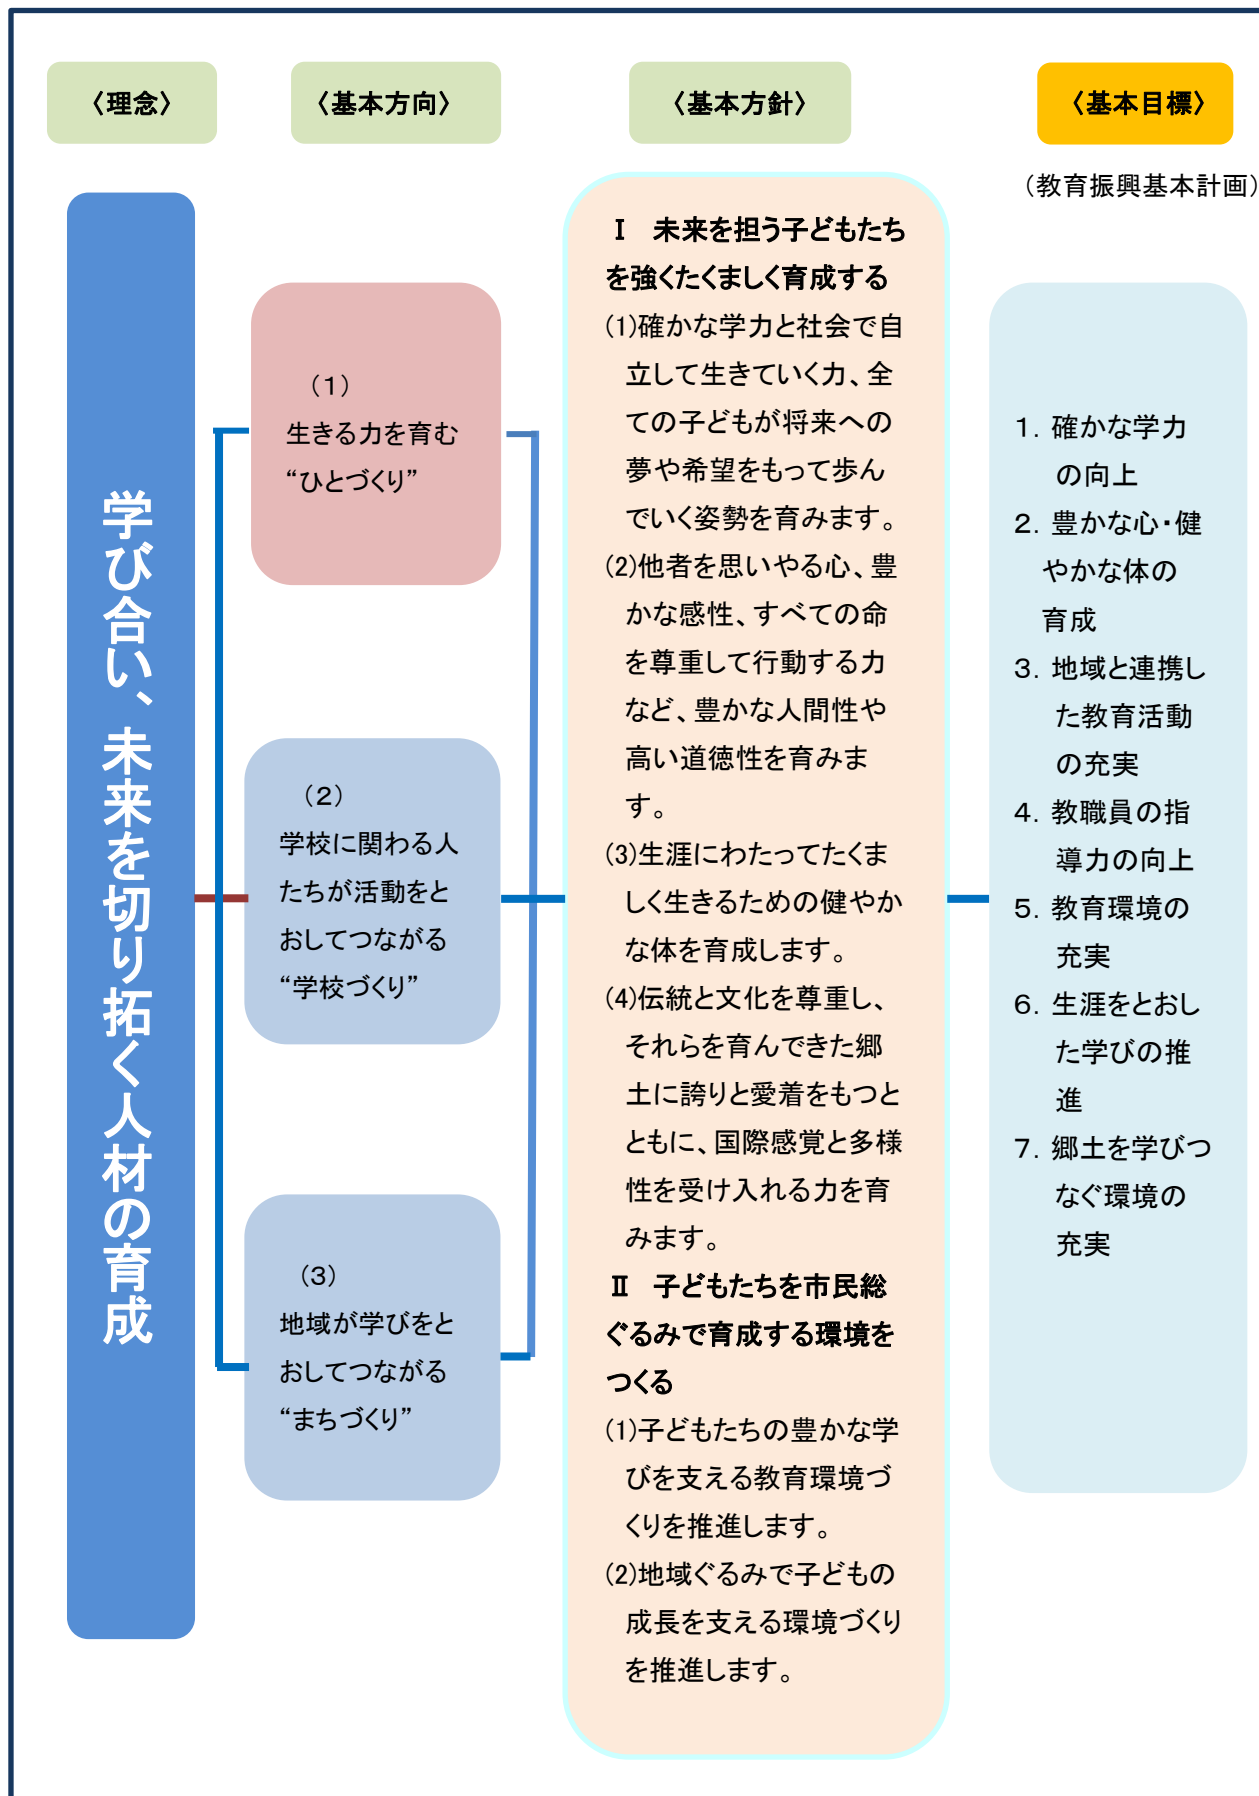 〈理念〉
〈基本方向〉
〈基本方針〉
〈基本目標〉
（教育振興基本計画）
学び合い、未来を切り拓く人材の育成
（１）
生きる力を育む
“ひとづくり”
（２）
学校に関わる人
たちが活動をと
おしてつながる
“学校づくり”
（３）
地域が学びをと
おしてつながる
“まちづくり”
Ⅰ　未来を担う子どもたち
を強くたくましく育成する
(1)確かな学力と社会で自
立して生きていく力、全
ての子どもが将来への
夢や希望をもって歩ん
でいく姿勢を育みます。
(2)他者を思いやる心、豊
かな感性、すべての命
を尊重して行動する力
など、豊かな人間性や
高い道徳性を育みま
す。
(3)生涯にわたってたくま
しく生きるための健やか
な体を育成します。
(4)伝統と文化を尊重し、
それらを育んできた郷
土に誇りと愛着をもつと
ともに、国際感覚と多様
性を受け入れる力を育
みます。
Ⅱ　子どもたちを市民総
ぐるみで育成する環境を
つくる
(1)子どもたちの豊かな学
びを支える教育環境づ
くりを推進します。
(2)地域ぐるみで子どもの
成長を支える環境づくり
を推進します。
１．確かな学力
の向上
２．豊かな心・健
やかな体の
育成
３．地域と連携し
た教育活動
の充実
４．教職員の指
導力の向上
５．教育環境の
充実
６．生涯をとおし
た学びの推
進
７．郷土を学びつ
なぐ環境の
充実